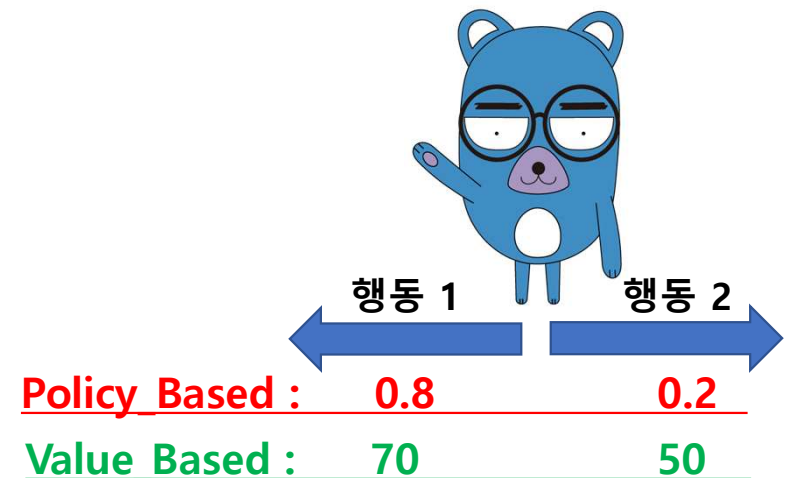 행동 1 행동 2
Policy_Based : 0.8 0.2
Value Based : 70 50